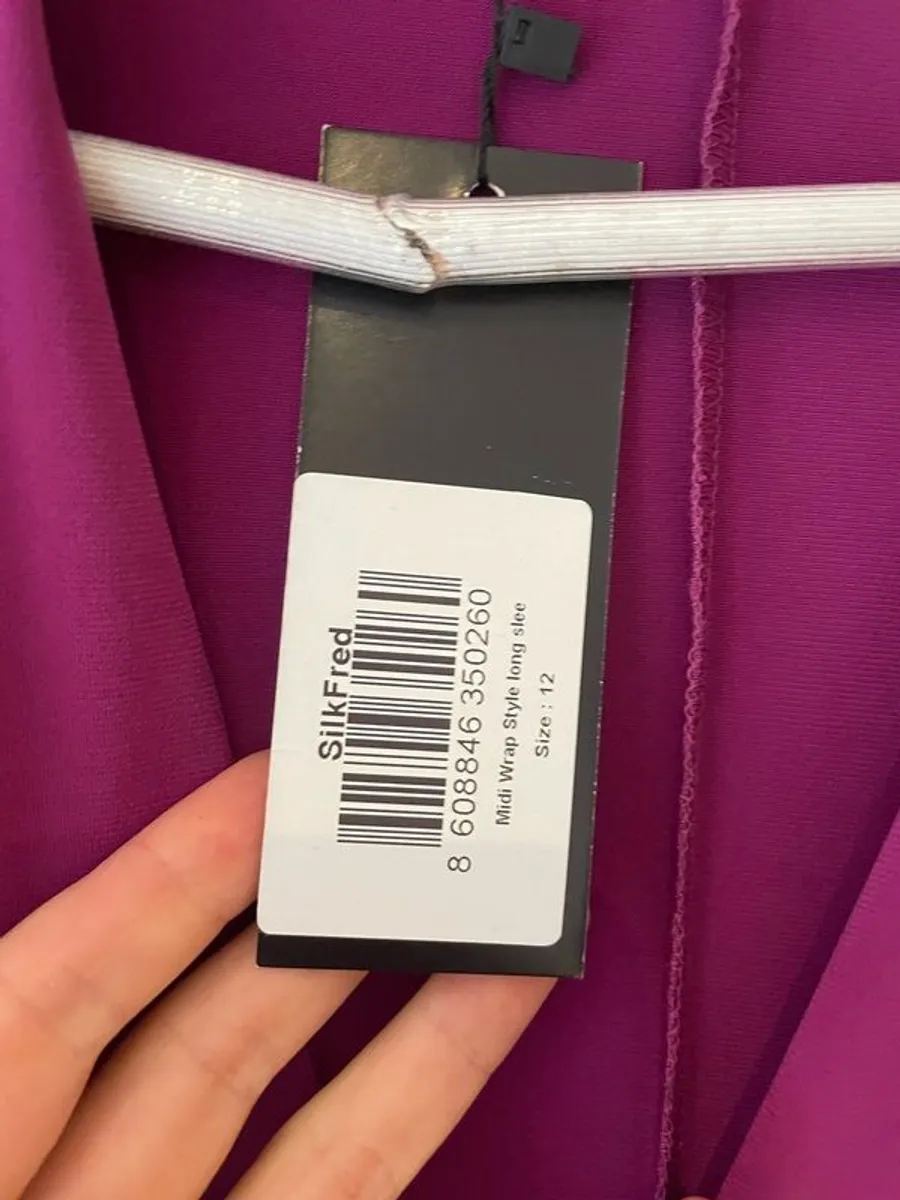 SilkFred
8 608846 350260
Midi Wrap Style long slee
Size : 12